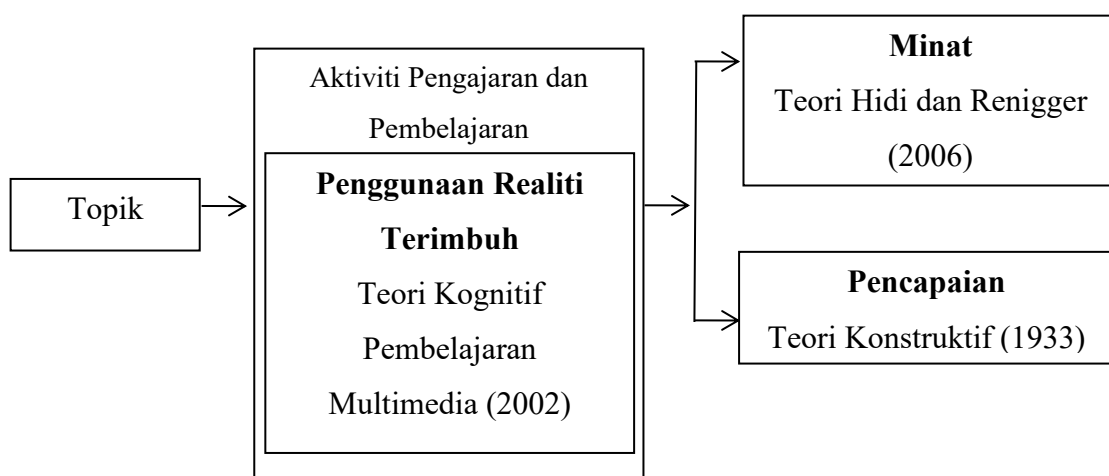 Topik
Aktiviti Pengajaran dan
Pembelajaran
Penggunaan Realiti
Terimbuh
Teori Kognitif
Pembelajaran
Multimedia (2002)
Minat
Teori Hidi dan Renigger
(2006)
Pencapaian
Teori Konstruktif (1933)